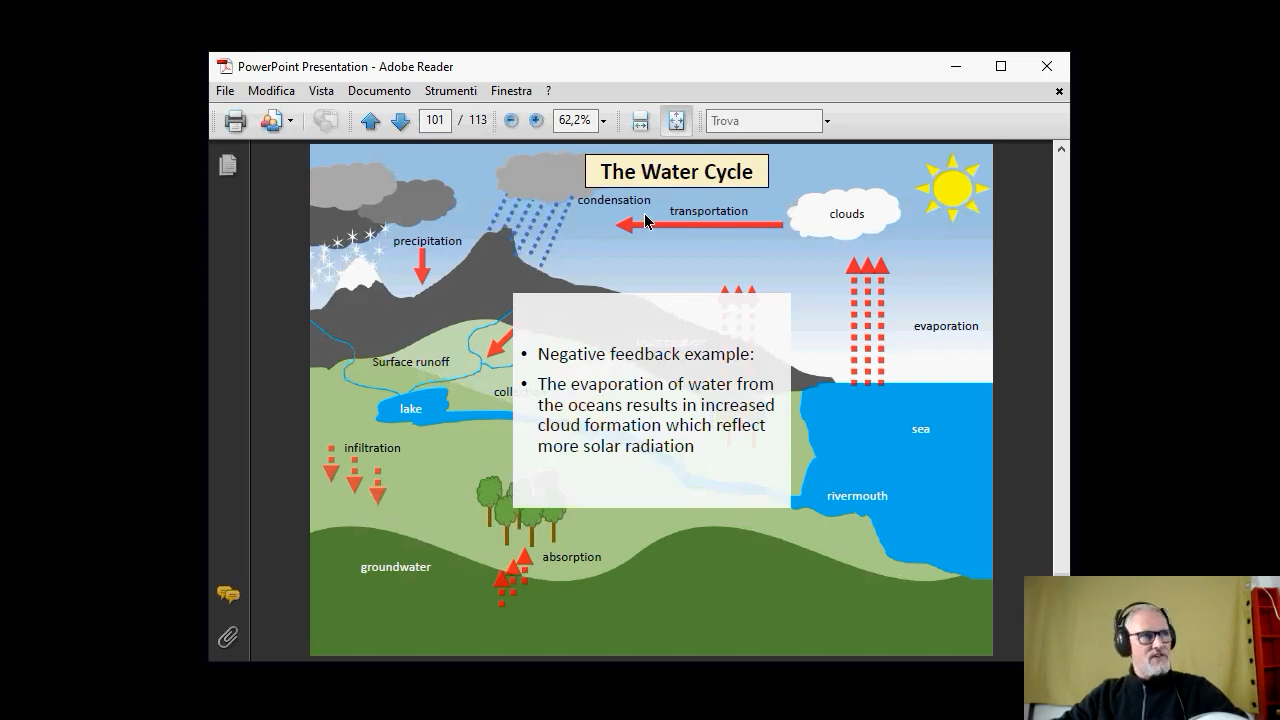 PowerPoint Presentation - Adobe Reader
File Modifica Vista Documento Strumenti Finestra ?
101 / 113 62,2% Trova
The Water Cycle
condensation
transportation
clouds
precipitation
evaporation
Surface runoff
• Negative feedback example:
• The evaporation of water from
the oceans results in increased
cloud formation which reflect
more solar radiation
lake
sea
infiltration
rivermouth
absorption
groundwater